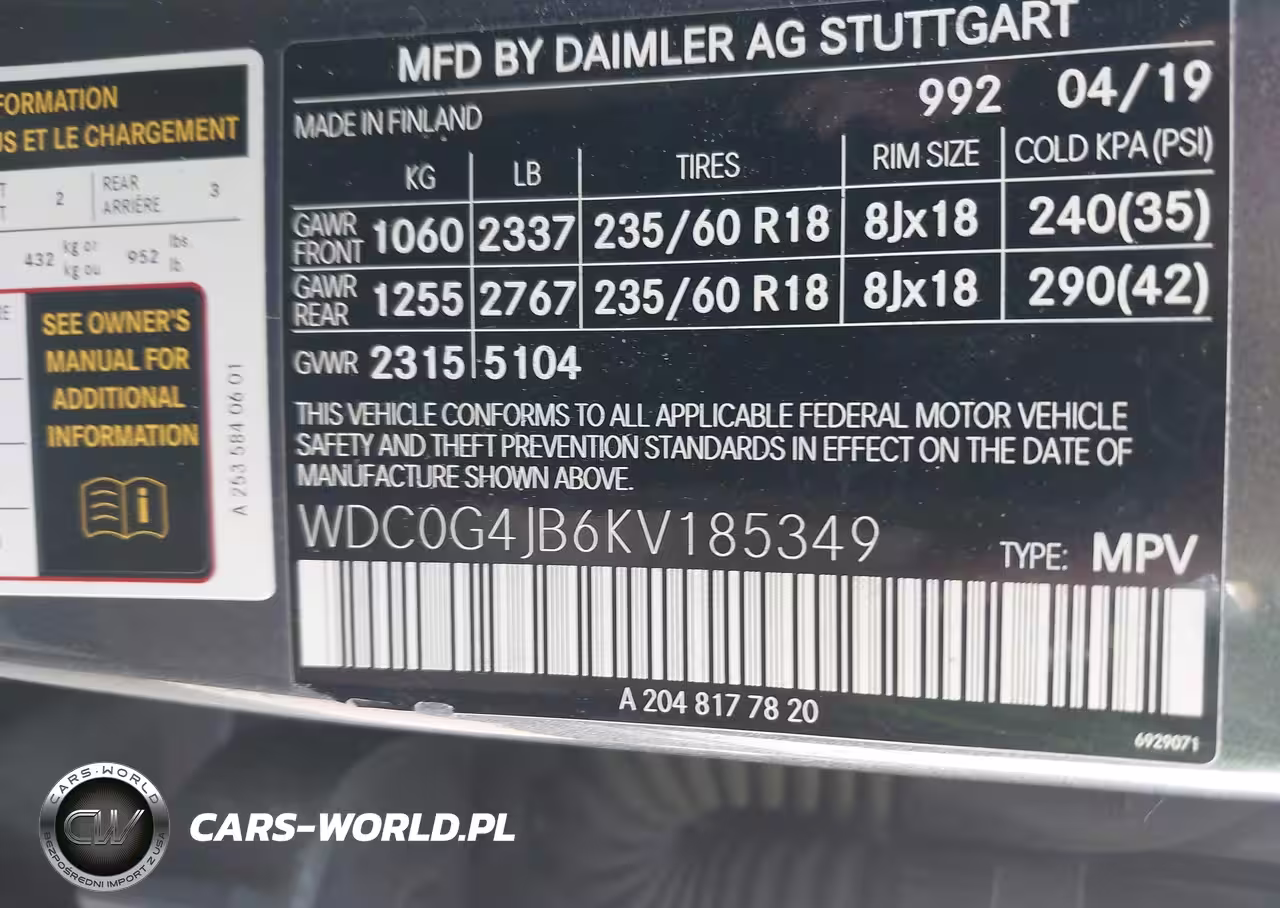 FORMATION
US ET LE CHARGEMENT
2
REAR
ARRIÈRE
3
432
kg or
kg ou
952
lbs.
lb.
SEE OWNER'S
MANUAL FOR
ADDITIONAL
INFORMATION
A 253 584 06 01
MFD BY DAIMLER AG STUTTGART
992 04/19
MADE IN FINLAND
KG LB TIRES RIM SIZE COLD KPA (PSI)
GAWR
FRONT 1060 2337 235/60 R18 8Jx18 240(35)
GAWR
REAR 1255 2767 235/60 R18 8Jx18 290(42)
GVWR 2315 5104
THIS VEHICLE CONFORMS TO ALL APPLICABLE FEDERAL MOTOR VEHICLE
SAFETY AND THEFT PREVENTION STANDARDS IN EFFECT ON THE DATE OF
MANUFACTURE SHOWN ABOVE.
WDC0G4JB6KV185349
TYPE: MPV
A 204 817 78 20
6929071
CARS-WORLD
CW
BEZPOŚREDNI IMPORT Z USA
CARS-WORLD.PL